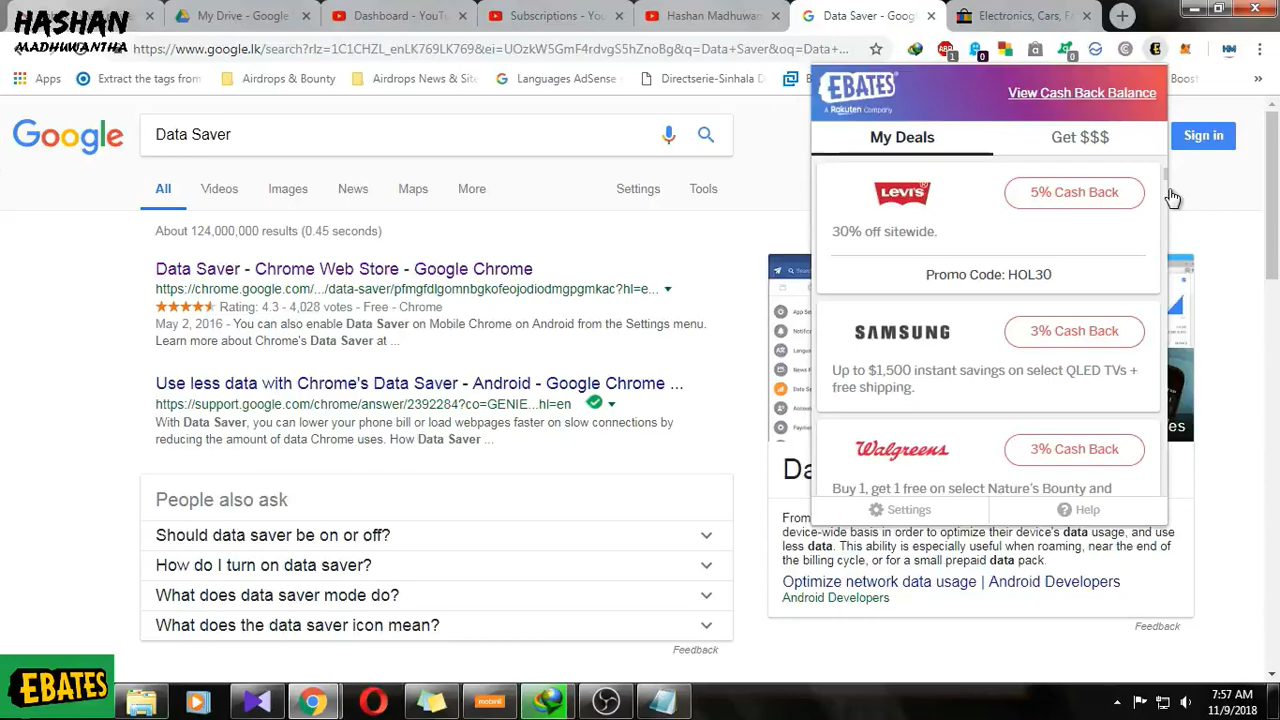 HASHAN
MADHUWANTHA
My Drive - Google
Dashboard - YouTu
Subscriptions - You
Hashan Madhuwan
Data Saver - Google
Electronics, Cars, Fa
https://www.google.lk/search?rlz=1C1CHZL_enLK769LK769&ei=UOzkW5GmF4rdvgS5hZnoBg&q=Data+Saver&oq=Data+...
1
0
0
HM
Apps
Extract the tags from
Airdrops & Bounty
Airdrops News & Site
Languages AdSense
Directserie-Sinhala D
Boost
»
Google
Data Saver
Sign in
All
Videos
Images
News
Maps
More
Settings
Tools
About 124,000,000 results (0.45 seconds)
Data Saver - Chrome Web Store - Google Chrome
https://chrome.google.com/.../data-saver/pfmgfdlgomnbgkofeojodiodmgpgmkac?hl=e...
Rating: 4.3 - 4,028 votes - Free - Chrome
May 2, 2016 - You can also enable Data Saver on Mobile Chrome on Android from the Settings menu.
Learn more about Chrome's Data Saver at ...
Use less data with Chrome's Data Saver - Android - Google Chrome ...
https://support.google.com/chrome/answer/2392284?o=GENIE...hl=en
With Data Saver, you can lower your phone bill or load webpages faster on slow connections by
reducing the amount of data Chrome uses. How Data Saver ...
People also ask
Should data saver be on or off?
How do I turn on data saver?
What does data saver mode do?
What does the data saver icon mean?
Feedback
EBATES
A Rakuten Company
View Cash Back Balance
My Deals
Get $$$
LEVI'S
5% Cash Back
30% off sitewide.
Promo Code: HOL30
SAMSUNG
3% Cash Back
Up to $1,500 instant savings on select QLED TVs +
free shipping.
Walgreens
3% Cash Back
Buy 1, get 1 free on select Nature's Bounty and
Settings
Help
es
Da
From
device-wide basis in order to optimize their device's data usage, and use
less data. This ability is especially useful when roaming, near the end of
the billing cycle, or for a small prepaid data pack.
Optimize network data usage | Android Developers
Android Developers
Feedback
EBATES
mobirii
7:57 AM
11/9/2018